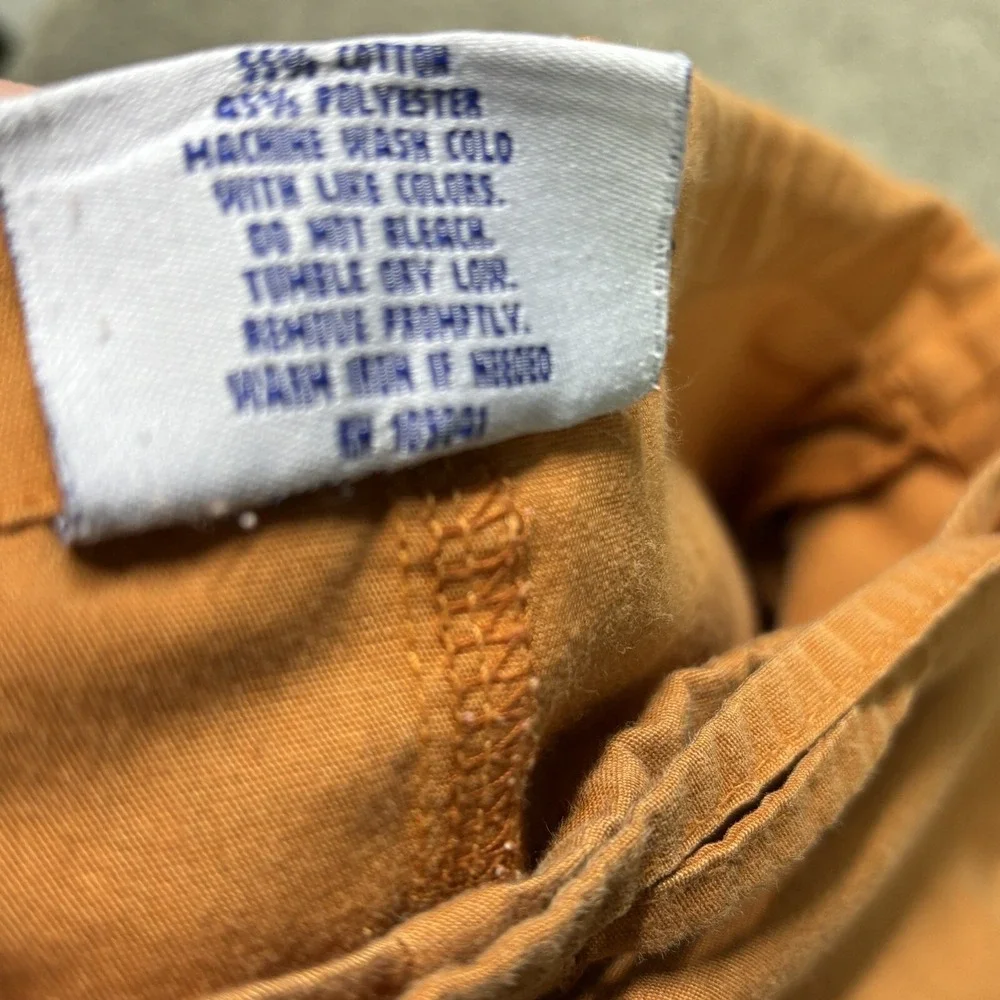 55% COTTON
45% POLYESTER
MACHINE WASH COLD
WITH LIKE COLORS.
DO NOT BLEACH.
TUMBLE DRY LOW.
REMOVE PROMPTLY.
WARM IRON IF NEEDED
RN